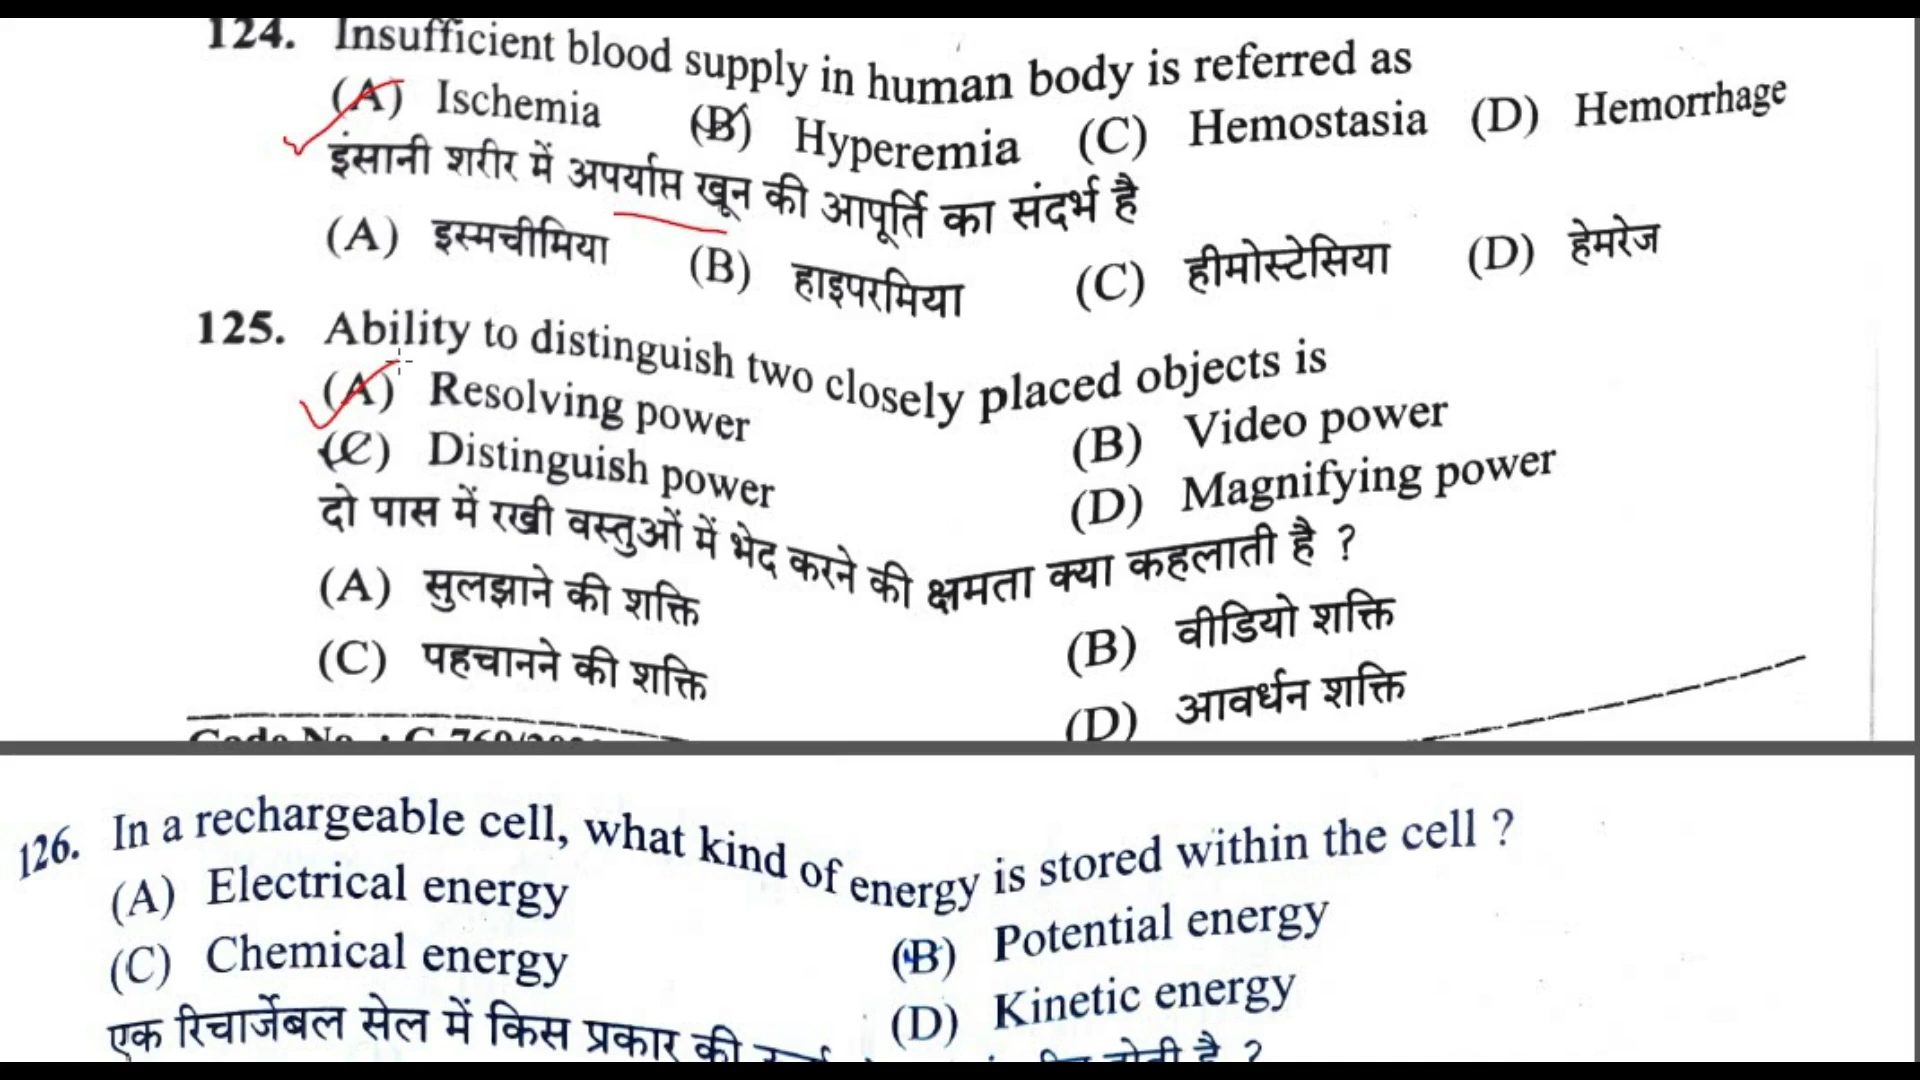 124. Insufficient blood supply in human body is referred as
(A) Ischemia (B) Hyperemia (C) Hemostasia (D) Hemorrhage
इंसानी शरीर में अपर्याप्त खून की आपूर्ति का संदर्भ है
(A) इस्मचीमिया (B) हाइपरमिया (C) हीमोस्टेसिया (D) हेमरेज
125. Ability to distinguish two closely placed objects is
(A) Resolving power (B) Video power
(C) Distinguish power (D) Magnifying power
दो पास में रखी वस्तुओं में भेद करने की क्षमता क्या कहलाती है ?
(A) सुलझाने की शक्ति (B) वीडियो शक्ति
(C) पहचानने की शक्ति (D) आवर्धन शक्ति
Code No. : C
126. In a rechargeable cell, what kind of energy is stored within the cell ?
(A) Electrical energy (B) Potential energy
(C) Chemical energy (D) Kinetic energy
एक रिचार्जेबल सेल में किस प्रकार की होती है ?